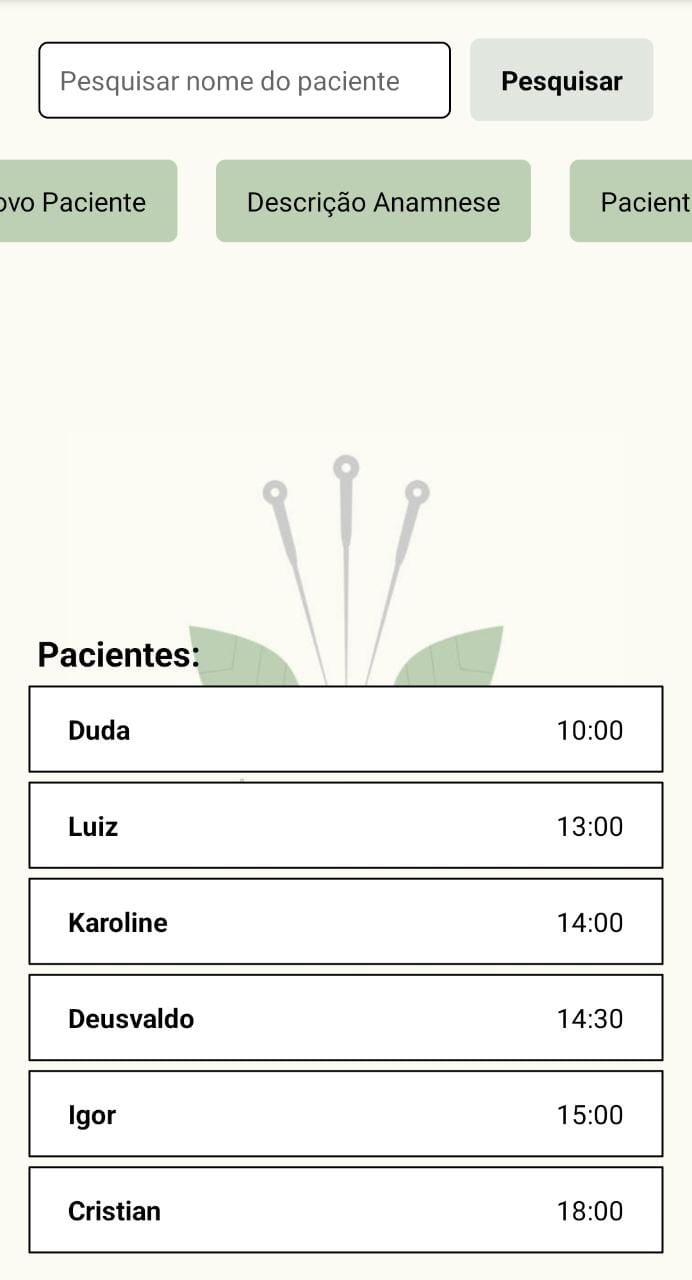 Pesquisar nome do paciente Pesquisar
ovo Paciente Descrição Anamnese Pacient
Pacientes:
Duda 10:00
Luiz 13:00
Karoline 14:00
Deusvaldo 14:30
Igor 15:00
Cristian 18:00